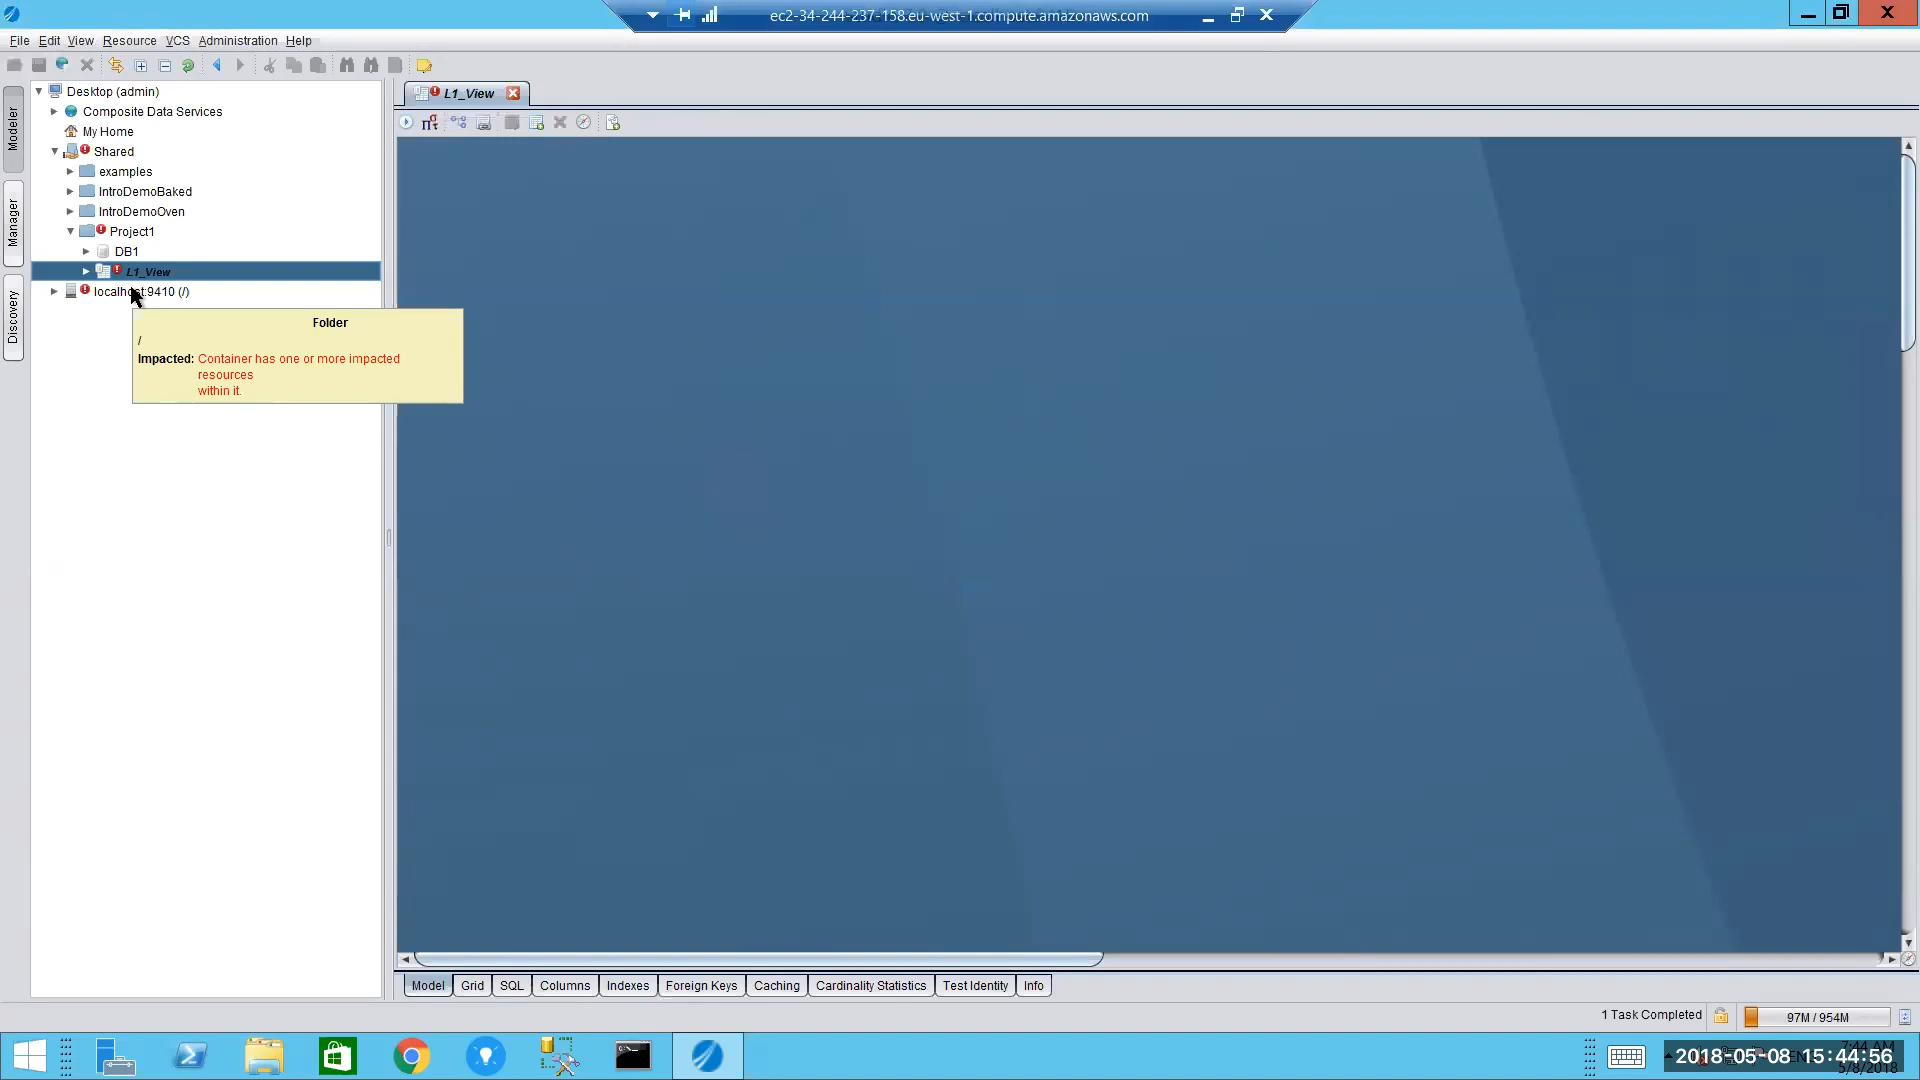 ec2-34-244-237-158.eu-west-1.compute.amazonaws.com
File Edit View Resource VCS Administration Help
Modeler
Manager
Discovery
Desktop (admin)
Composite Data Services
My Home
Shared
examples
IntroDemoBaked
IntroDemoOven
Project1
DB1
L1_View
localhost:9410 (/)
Folder
/
Impacted: Container has one or more impacted
resources
within it.
L1_View
Model Grid SQL Columns Indexes Foreign Keys Caching Cardinality Statistics Test Identity Info
1 Task Completed
97M / 954M
2018-05-08 15:44:56
5/8/2018